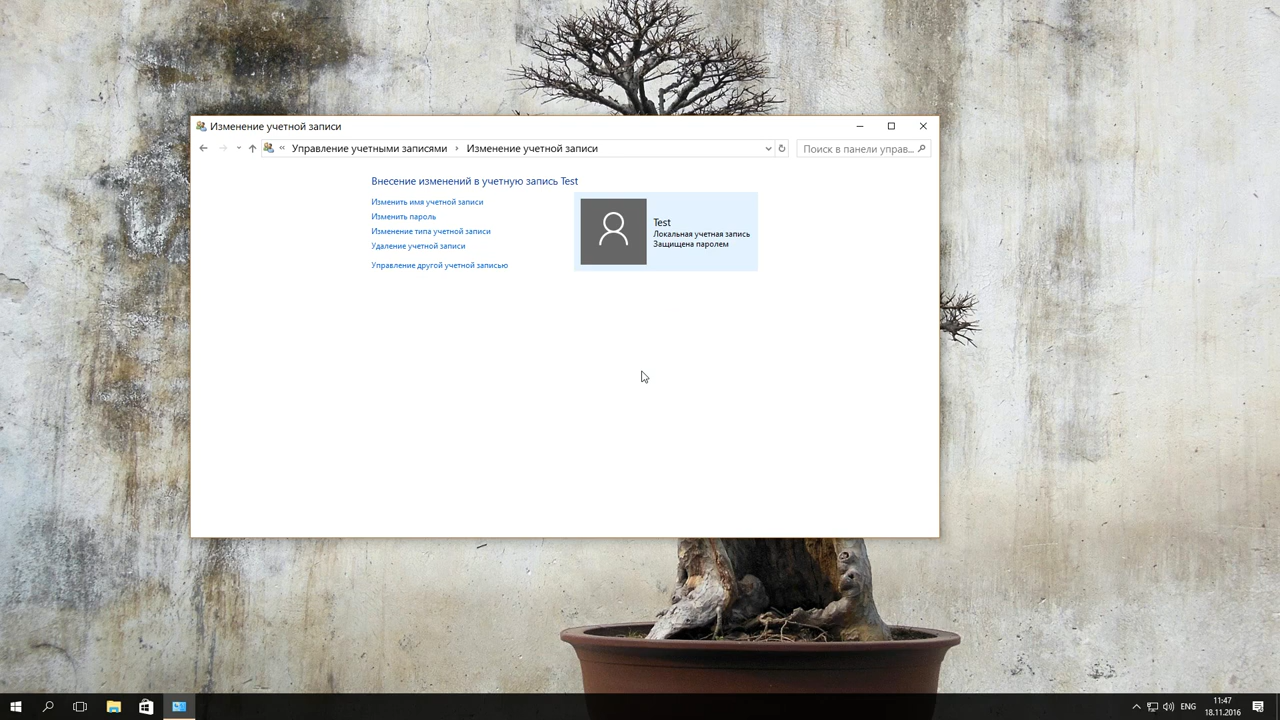 Изменение учетной записи
« Управление учетными записями › Изменение учетной записи
Поиск в панели управ...
Внесение изменений в учетную запись Test
Изменить имя учетной записи
Изменить пароль
Изменение типа учетной записи
Удаление учетной записи
Управление другой учетной записью
Test
Локальная учетная запись
Защищена паролем
ENG
11:47
18.11.2016